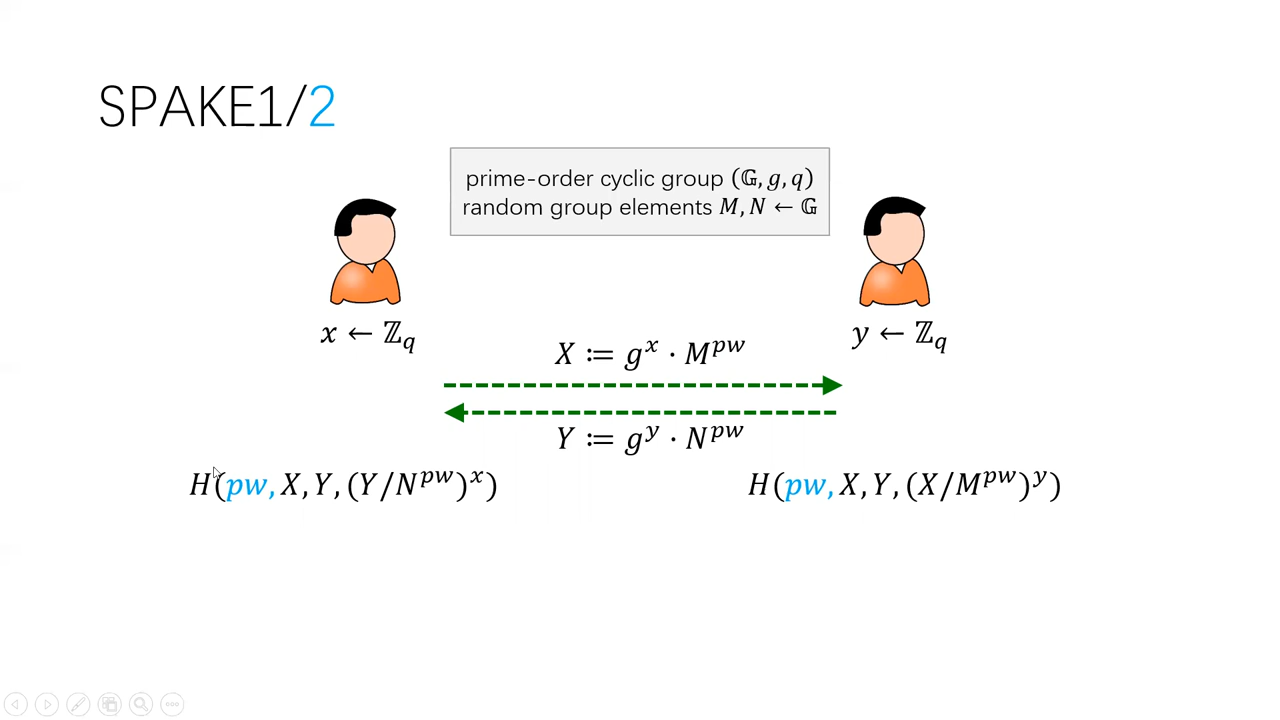 SPAKE1/2
prime-order cyclic group (𝔾, g, q)
random group elements M, N ← 𝔾
x ← ℤ_q
y ← ℤ_q
X ≔ g^x · M^{pw}
Y ≔ g^y · N^{pw}
H(pw, X, Y, (Y/N^{pw})^x)
H(pw, X, Y, (X/M^{pw})^y)